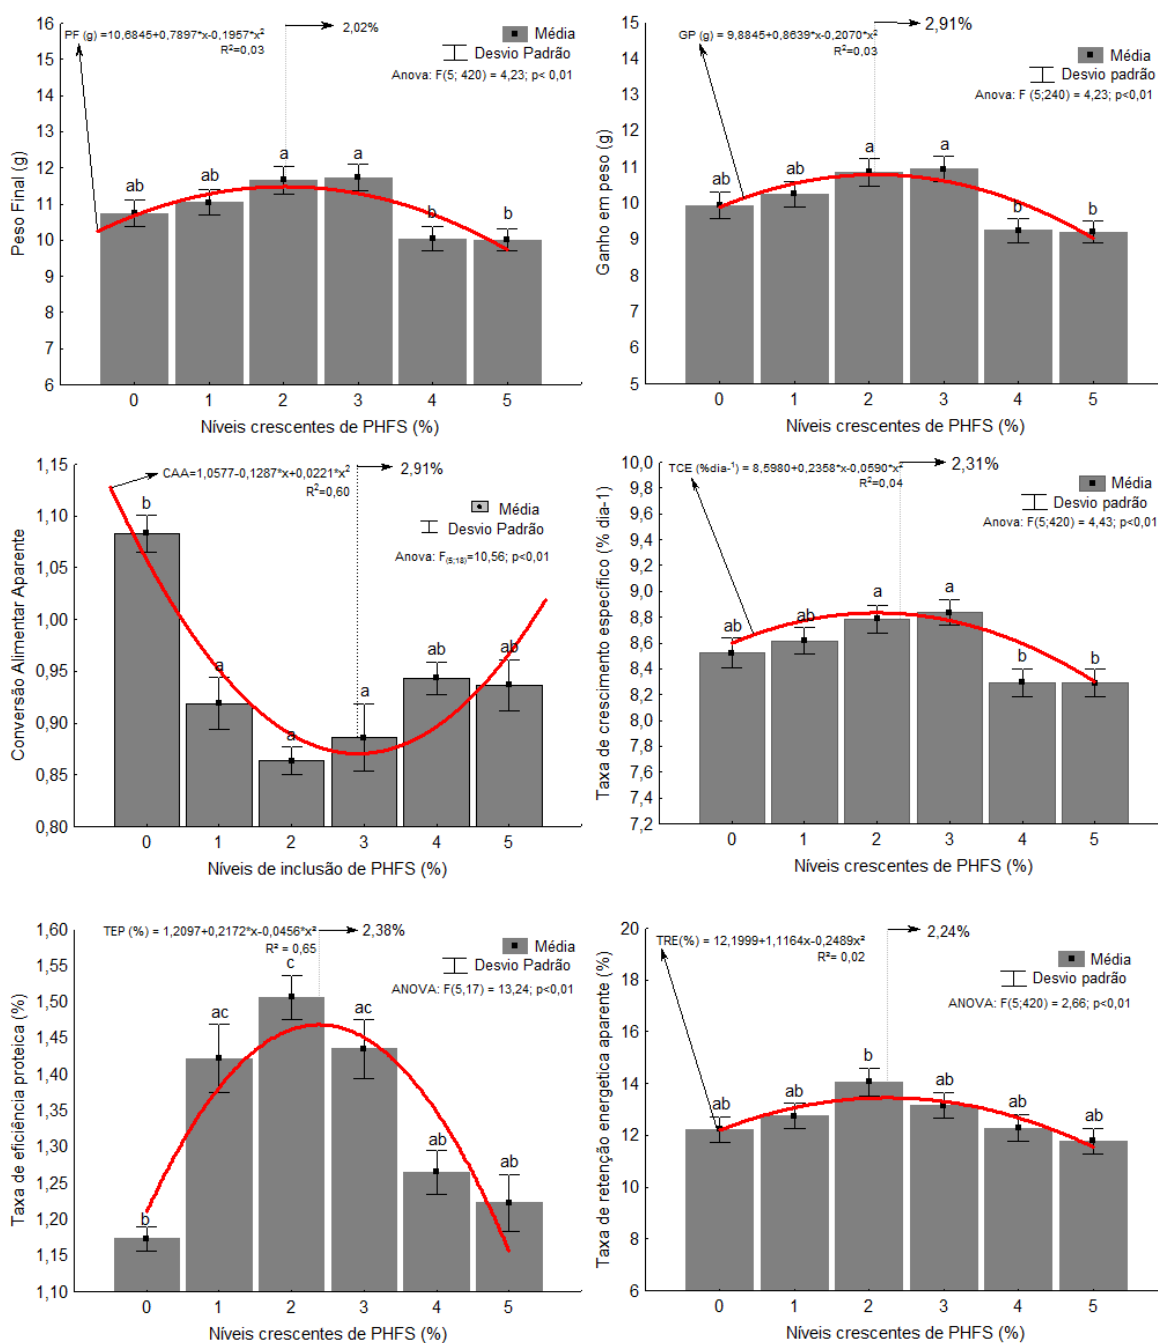 PF (g) =10,6845+0,7897*x-0,1957*x²
R²=0,03
2,02%
Média
Desvio Padrão
Anova: F(5; 420) = 4,23; p< 0,01
Peso Final (g)
16
15
14
13
12
11
10
9
8
7
6
ab
ab
a
a
b
b
0 1 2 3 4 5
Níveis crescentes de PHFS (%)
GP (g) = 9,8845+0,8639*x-0,2070*x²
R²=0,03
2,91%
Média
Desvio padrão
Anova: F (5;240) = 4,23; p<0,01
Ganho em peso (g)
15
14
13
12
11
10
9
8
7
6
5
ab
ab
a
a
b
b
0 1 2 3 4 5
Níveis crescentes de PHFS (%)
CAA=1,0577-0,1287*x+0,0221*x²
R²=0,60
2,91%
Média
Desvio Padrão
Anova: F(5;18)=10,56; p<0,01
Conversão Alimentar Aparente
1,15
1,10
1,05
1,00
0,95
0,90
0,85
0,80
b
a
a
a
ab
ab
0 1 2 3 4 5
Níveis de inclusão de PHFS (%)
TCE (%dia-¹) = 8,5980+0,2358*x-0,0590*x²
R²=0,04
2,31%
Média
Desvio padrão
Anova: F(5;420) = 4,43; p<0,01
Taxa de crescimento específico (% dia-1)
10,0
9,8
9,6
9,4
9,2
9,0
8,8
8,6
8,4
8,2
8,0
7,8
7,6
7,4
7,2
ab
ab
a
a
b
b
0 1 2 3 4 5
Níveis crescentes de PHFS (%)
TEP (%) = 1,2097+0,2172*x-0,0456*x²
R² = 0,65
2,38%
Média
Desvio Padrão
ANOVA: F(5,17) = 13,24; p<0,01
Taxa de eficiência proteica (%)
1,60
1,55
1,50
1,45
1,40
1,35
1,30
1,25
1,20
1,15
1,10
b
ac
c
ac
ab
ab
0 1 2 3 4 5
Níveis crescentes de PHFS (%)
TRE(%) = 12,1999+1,1164x-0,2489x²
R²= 0,02
2,24%
Média
Desvio padrão
ANOVA: F(5;420) = 2,66; p<0,01
Taxa de retenção energetica aparente (%)
20
18
16
14
12
10
8
6
ab
ab
b
ab
ab
ab
0 1 2 3 4 5
Níveis crescentes de PHFS (%)